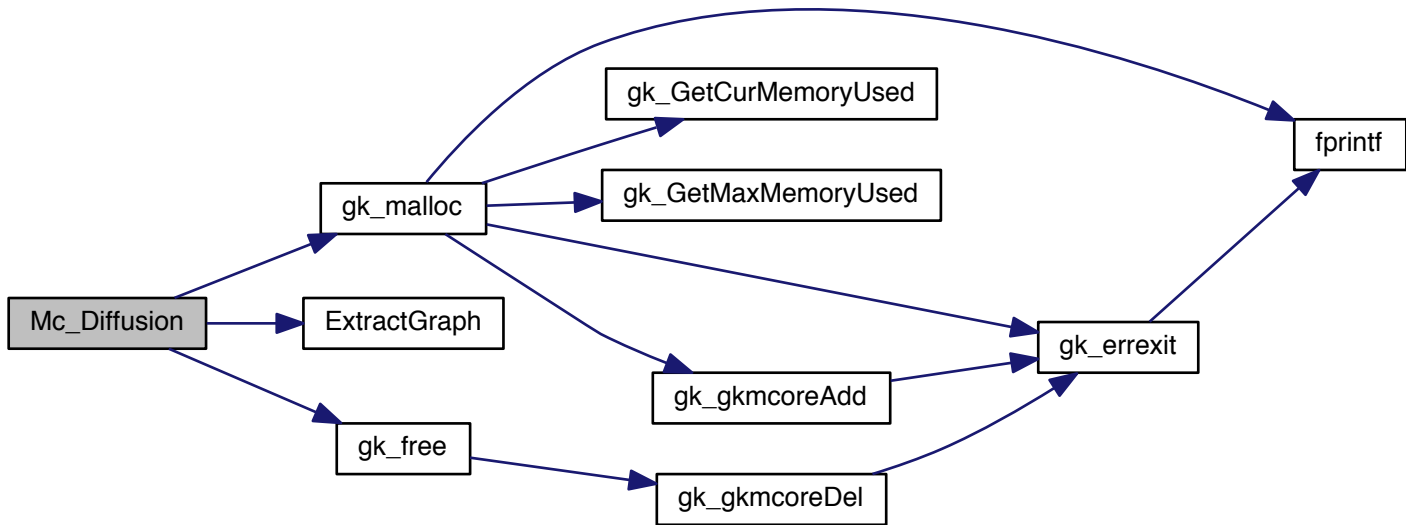 gk_GetCurMemoryUsed
fprintf
gk_GetMaxMemoryUsed
gk_malloc
Mc_Diffusion
ExtractGraph
gk_errexit
gk_gkmcoreAdd
gk_free
gk_gkmcoreDel